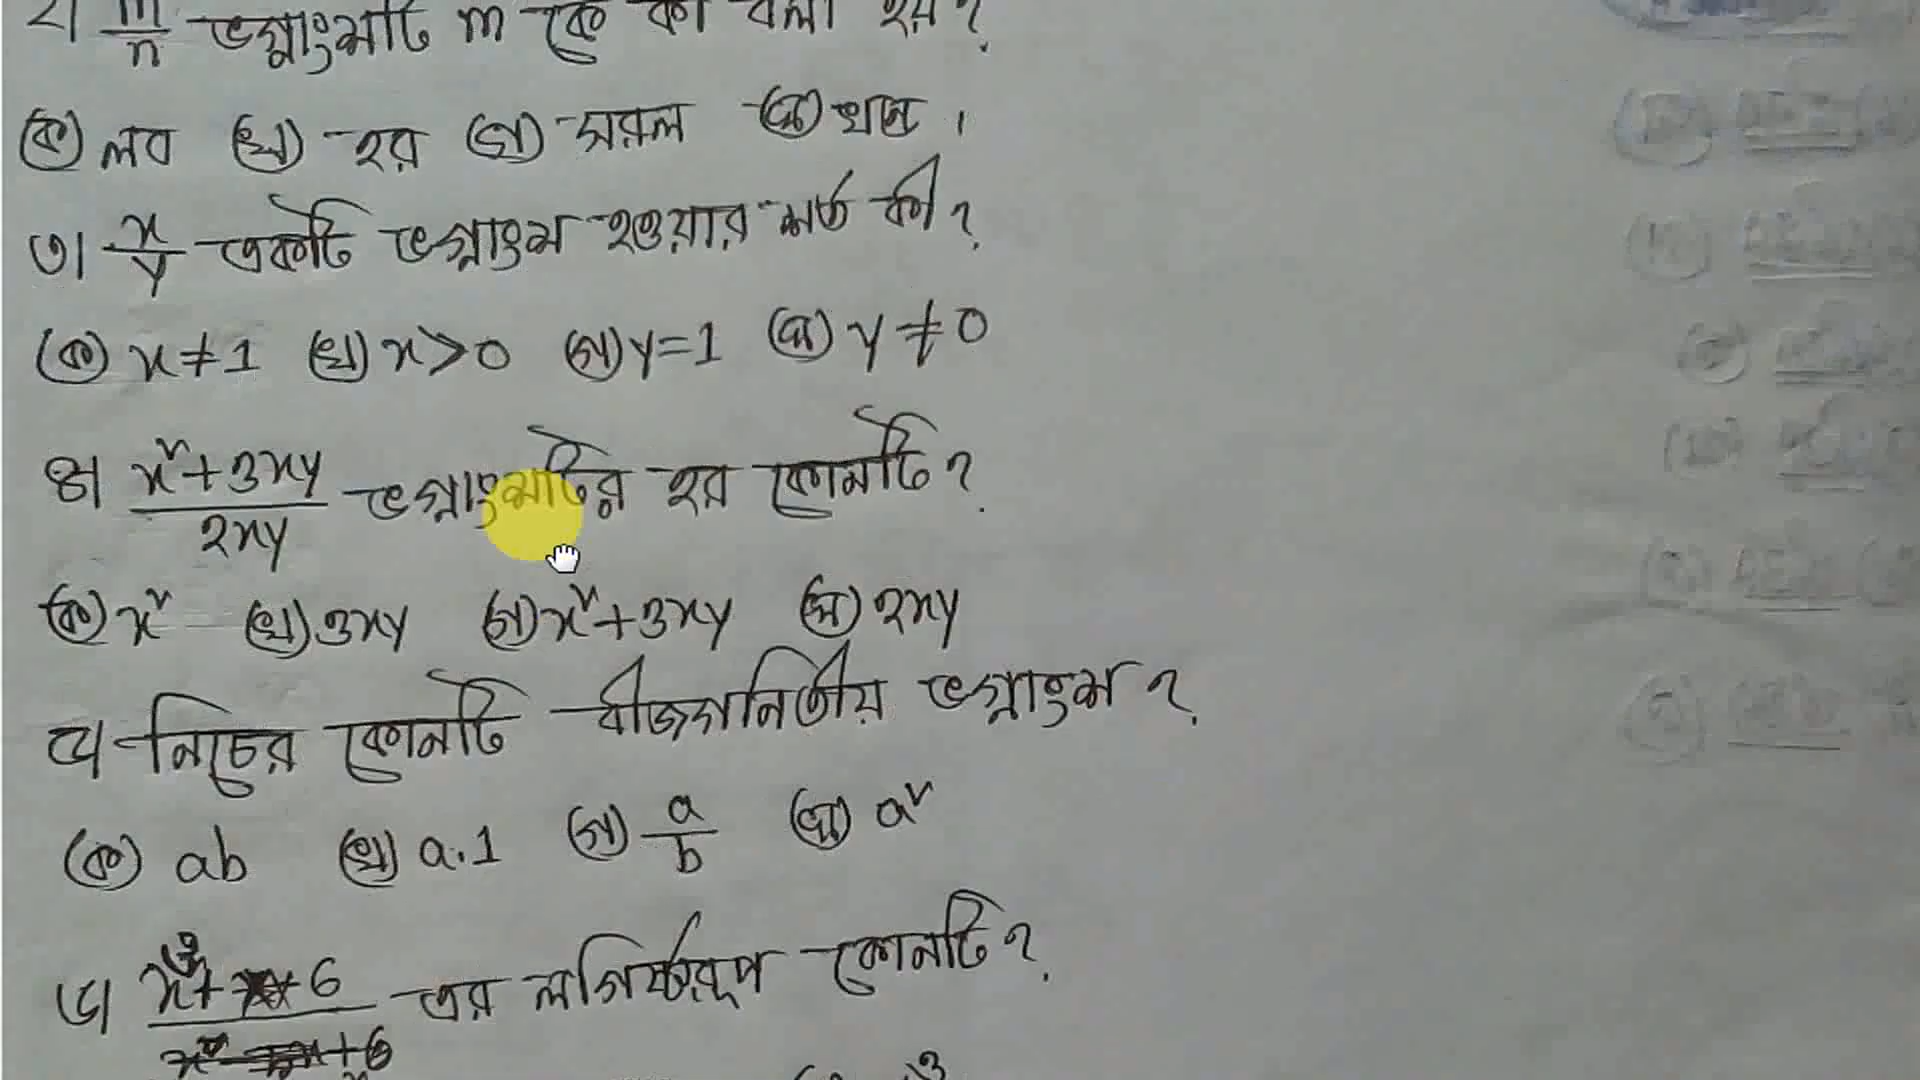 ২। m/n ভগ্নাংশটি m কে কী বলা হয়?
(ক) লব (খ) হর (গ) সরল (ঘ)
৩। x/y একটি ভগ্নাংশ হওয়ার শর্ত কী?
(ক) x≠1 (খ) x>0 (গ) y=1 (ঘ) y≠0
৪। x²+3xy/2xy ভগ্নাংশটির হর কোনটি?
(ক) x² (খ) 3xy (গ) x²+3xy (ঘ) 2xy
৫। নিচের কোনটি বীজগনিতীয় ভগ্নাংশ?
(ক) ab (খ) a.1 (গ) a/b (ঘ) a²
৬। এর লগিষ্ঠরূপ কোনটি?